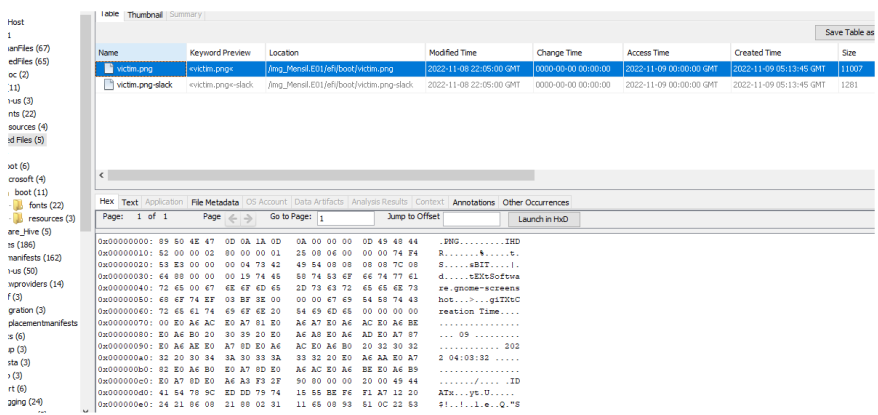 Host
1
anFiles (67)
edFiles (65)
oc (2)
(11)
-us (3)
nts (22)
sources (4)
ed Files (5)
oot (6)
crosoft (4)
boot (11)
fonts (22)
resources (3)
are_Hive (5)
es (186)
manifests (162)
-us (50)
wproviders (14)
f (3)
gration (3)
placementmanifests
s (6)
p (3)
sta (3)
(3)
rt (6)
gging (24)
Table Thumbnail Summary
Save Table as
Name Keyword Preview Location Modified Time Change Time Access Time Created Time Size
victim.png «victim.png« /img_Mensil.E01/efi/boot/victim.png 2022-11-08 22:05:00 GMT 0000-00-00 00:00:00 2022-11-09 00:00:00 GMT 2022-11-09 05:13:45 GMT 11007
victim.png-slack «victim.png«-slack /img_Mensil.E01/efi/boot/victim.png-slack 2022-11-08 22:05:00 GMT 0000-00-00 00:00:00 2022-11-09 00:00:00 GMT 2022-11-09 05:13:45 GMT 1281
Hex Text Application File Metadata OS Account Data Artifacts Analysis Results Context Annotations Other Occurrences
Page: 1 of 1 Page Go to Page: 1 Jump to Offset Launch in HxD
0x00000000: 89 50 4E 47 0D 0A 1A 0D 0A 00 00 00 0D 49 48 44 .PNG.........IHD
0x00000010: 52 00 00 02 80 00 00 01 25 08 06 00 00 00 74 F4 R.......%.....t.
0x00000020: 53 E3 00 00 00 04 73 42 49 54 08 08 08 08 7C 08 S.....sBIT....|.
0x00000030: 64 88 00 00 00 19 74 45 58 74 53 6F 66 74 77 61 d.....tEXtSoftwa
0x00000040: 72 65 00 67 6E 6F 6D 65 2D 73 63 72 65 65 6E 73 re.gnome-screens
0x00000050: 68 6F 74 EF 03 BF 3E 00 00 00 67 69 54 58 74 43 hot...>...giTXtC
0x00000060: 72 65 61 74 69 6F 6E 20 54 69 6D 65 00 00 00 00 reation Time....
0x00000070: 00 E0 A6 AC E0 A7 81 E0 A6 A7 E0 A6 AC E0 A6 BE ................
0x00000080: E0 A6 B0 20 30 39 20 E0 A6 A8 E0 A6 AD E0 A7 87 ... 09 .........
0x00000090: E0 A6 AE E0 A7 8D E0 A6 AC E0 A6 B0 20 32 30 32 ............ 202
0x000000a0: 32 20 30 34 3A 30 33 3A 33 32 20 E0 A6 AA E0 A7 2 04:03:32 .....
0x000000b0: 82 E0 A6 B0 E0 A7 8D E0 A6 AC E0 A6 BE E0 A6 B9 ................
0x000000c0: E0 A7 8D E0 A6 A3 F3 2F 90 80 00 00 20 00 49 44 ......./.... .ID
0x000000d0: 41 54 78 9C ED DD 79 74 15 55 BE F6 F1 A7 12 20 ATx...yt.U.....
0x000000e0: 24 21 86 08 21 88 02 31 11 65 08 93 51 0C 22 53 $!..!..1.e..Q."S